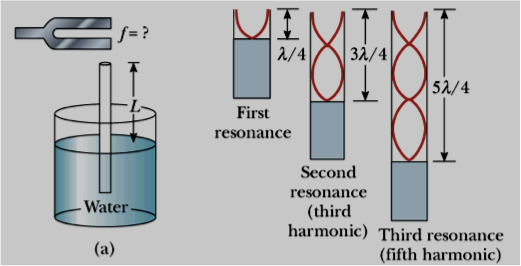 f = ?
L
Water
(a)
λ/4
First
resonance
3λ/4
Second
resonance
(third
harmonic)
5λ/4
Third resonance
(fifth harmonic)